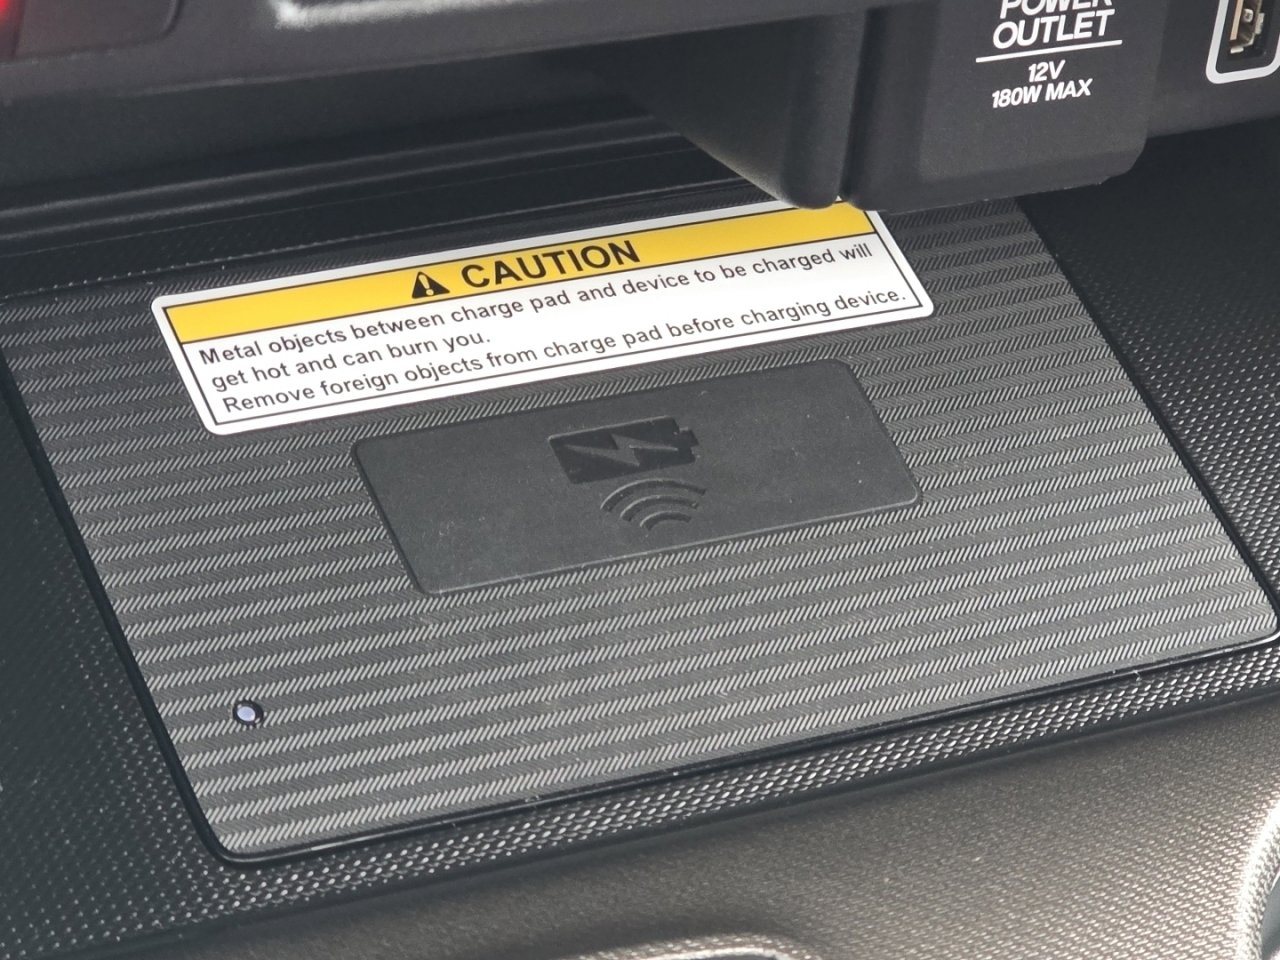 POWER
OUTLET
12V
180W MAX
CAUTION
Metal objects between charge pad and device to be charged will
get hot and can burn you.
Remove foreign objects from charge pad before charging device.